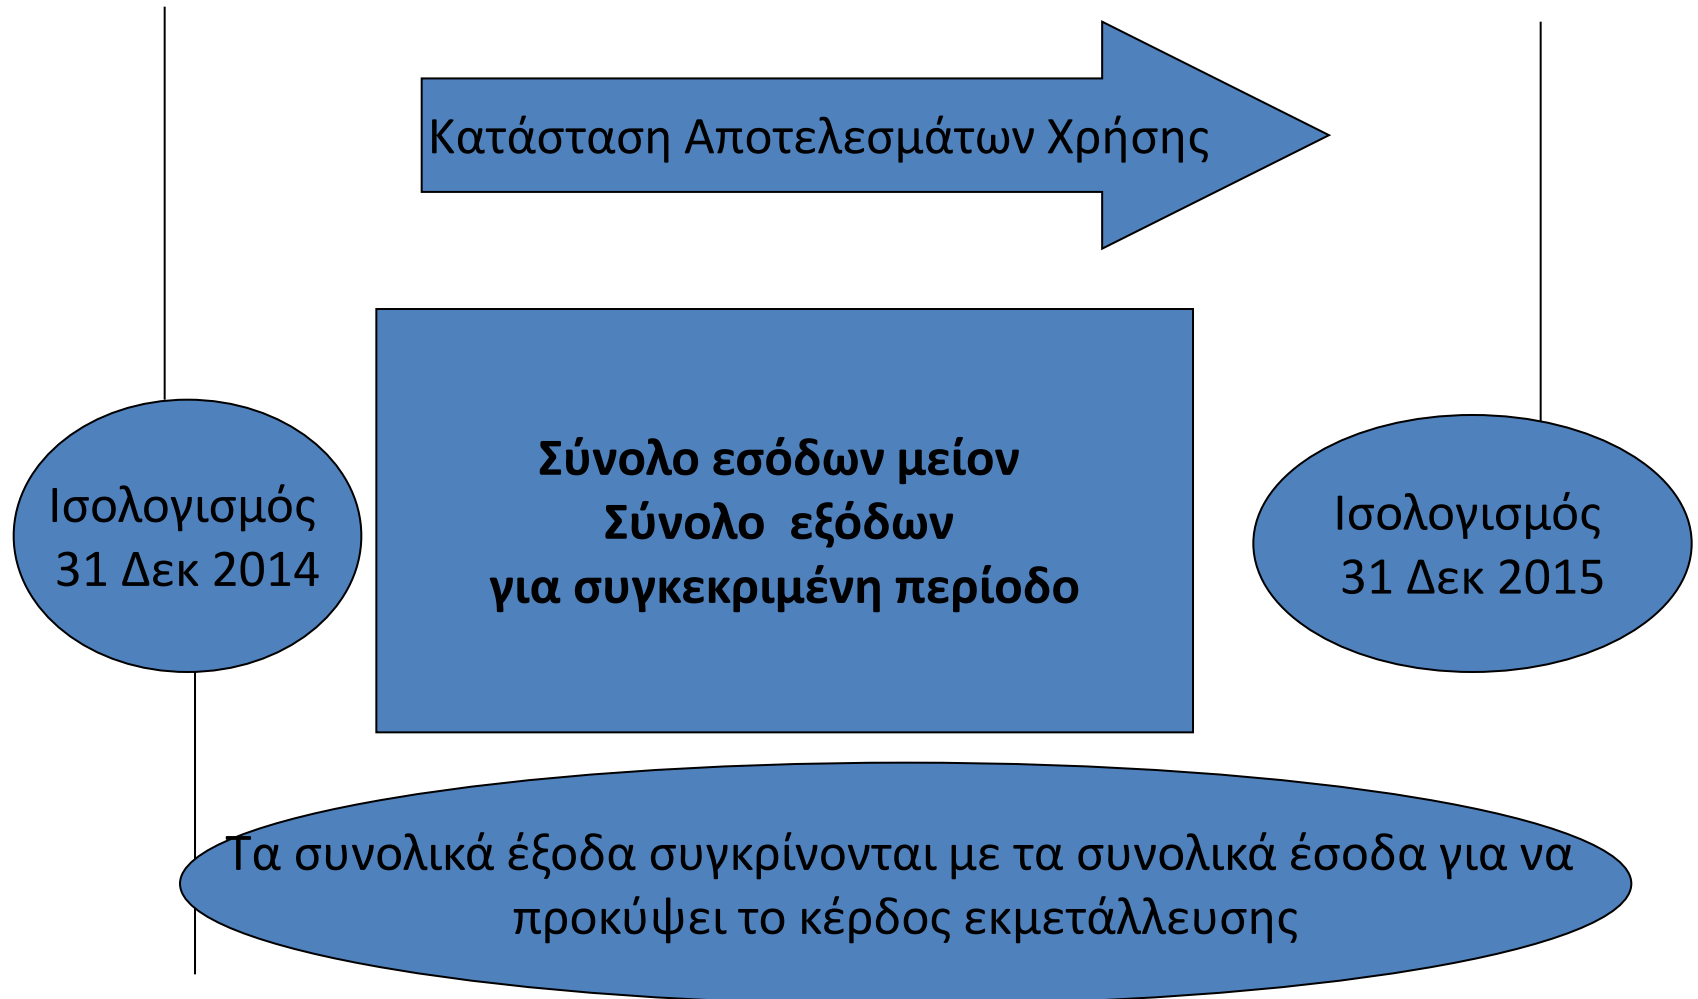 Κατάσταση Αποτελεσμάτων Χρήσης
Σύνολο εσόδων μείον
Σύνολο εξόδων
για συγκεκριμένη περίοδο
Ισολογισμός
31 Δεκ 2014
Ισολογισμός
31 Δεκ 2015
Τα συνολικά έξοδα συγκρίνονται με τα συνολικά έσοδα για να
προκύψει το κέρδος εκμετάλλευσης